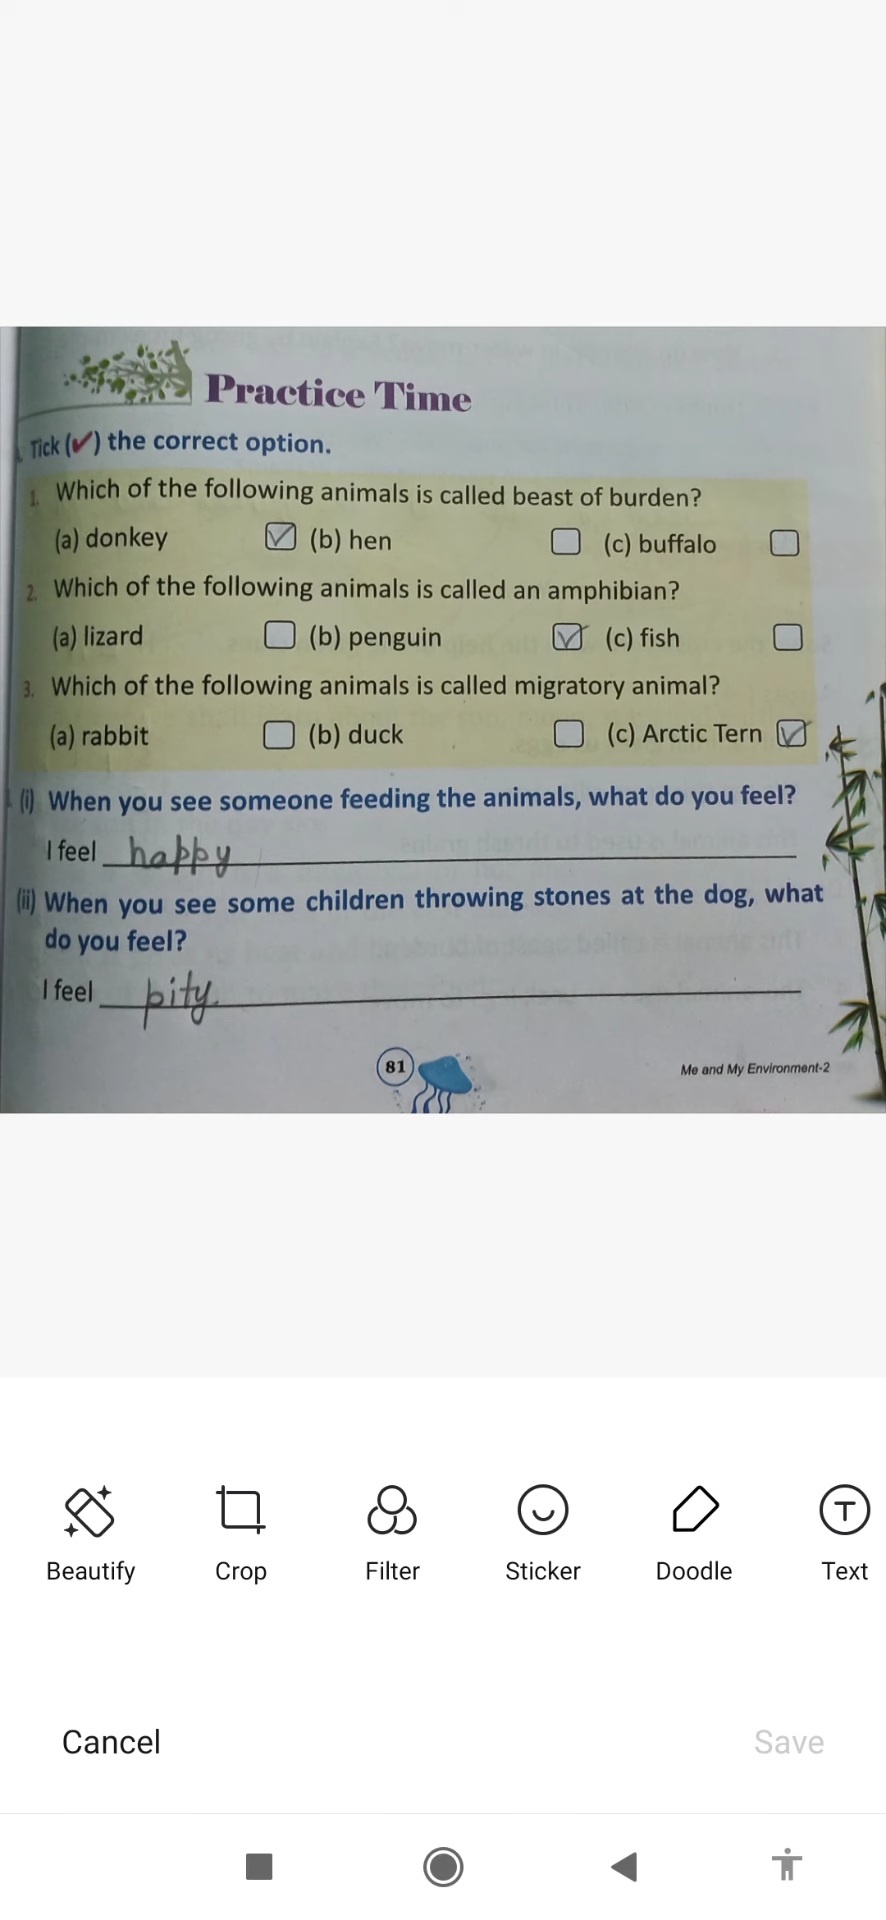 Practice Time
Tick (✔) the correct option.
1. Which of the following animals is called beast of burden?
(a) donkey ✓ (b) hen (c) buffalo
2. Which of the following animals is called an amphibian?
(a) lizard (b) penguin ✓ (c) fish
3. Which of the following animals is called migratory animal?
(a) rabbit (b) duck (c) Arctic Tern ✓
(i) When you see someone feeding the animals, what do you feel?
I feel happy
(ii) When you see some children throwing stones at the dog, what
do you feel?
I feel pity.
81
Me and My Environment-2
Beautify Crop Filter Sticker Doodle Text
Cancel Save